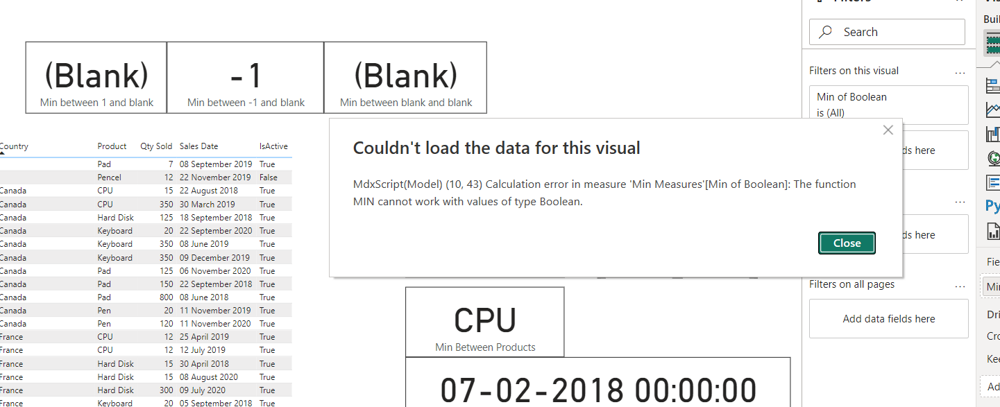 Filters
Search
Buil
(Blank)
Min between 1 and blank
-1
Min between -1 and blank
(Blank)
Min between blank and blank
Filters on this visual
...
Min of Boolean
is (All)
Couldn't load the data for this visual
MdxScript(Model) (10, 43) Calculation error in measure 'Min Measures'[Min of Boolean]: The function
MIN cannot work with values of type Boolean.
Close
ds here
...
ds here
Country Product Qty Sold Sales Date IsActive
Pad 7 08 September 2019 True
Pencel 12 22 November 2019 False
Canada CPU 15 22 August 2018 True
Canada CPU 350 30 March 2019 True
Canada Hard Disk 125 18 September 2018 True
Canada Keyboard 20 22 September 2020 True
Canada Keyboard 350 08 June 2019 True
Canada Keyboard 350 09 December 2019 True
Canada Pad 125 06 November 2020 True
Canada Pad 150 22 September 2018 True
Canada Pad 800 08 June 2018 True
Canada Pen 20 11 November 2019 True
Canada Pen 120 11 November 2020 True
France CPU 12 25 April 2019 True
France CPU 12 12 July 2019 True
France Hard Disk 15 30 April 2018 True
France Hard Disk 15 08 August 2020 True
France Hard Disk 300 09 July 2020 True
France Keyboard 20 05 September 2018 True
CPU
Min Between Products
07-02-2018 00:00:00
Filters on all pages
...
Add data fields here
Py
Fie
Min
Dri
Cro
Kee
Ad